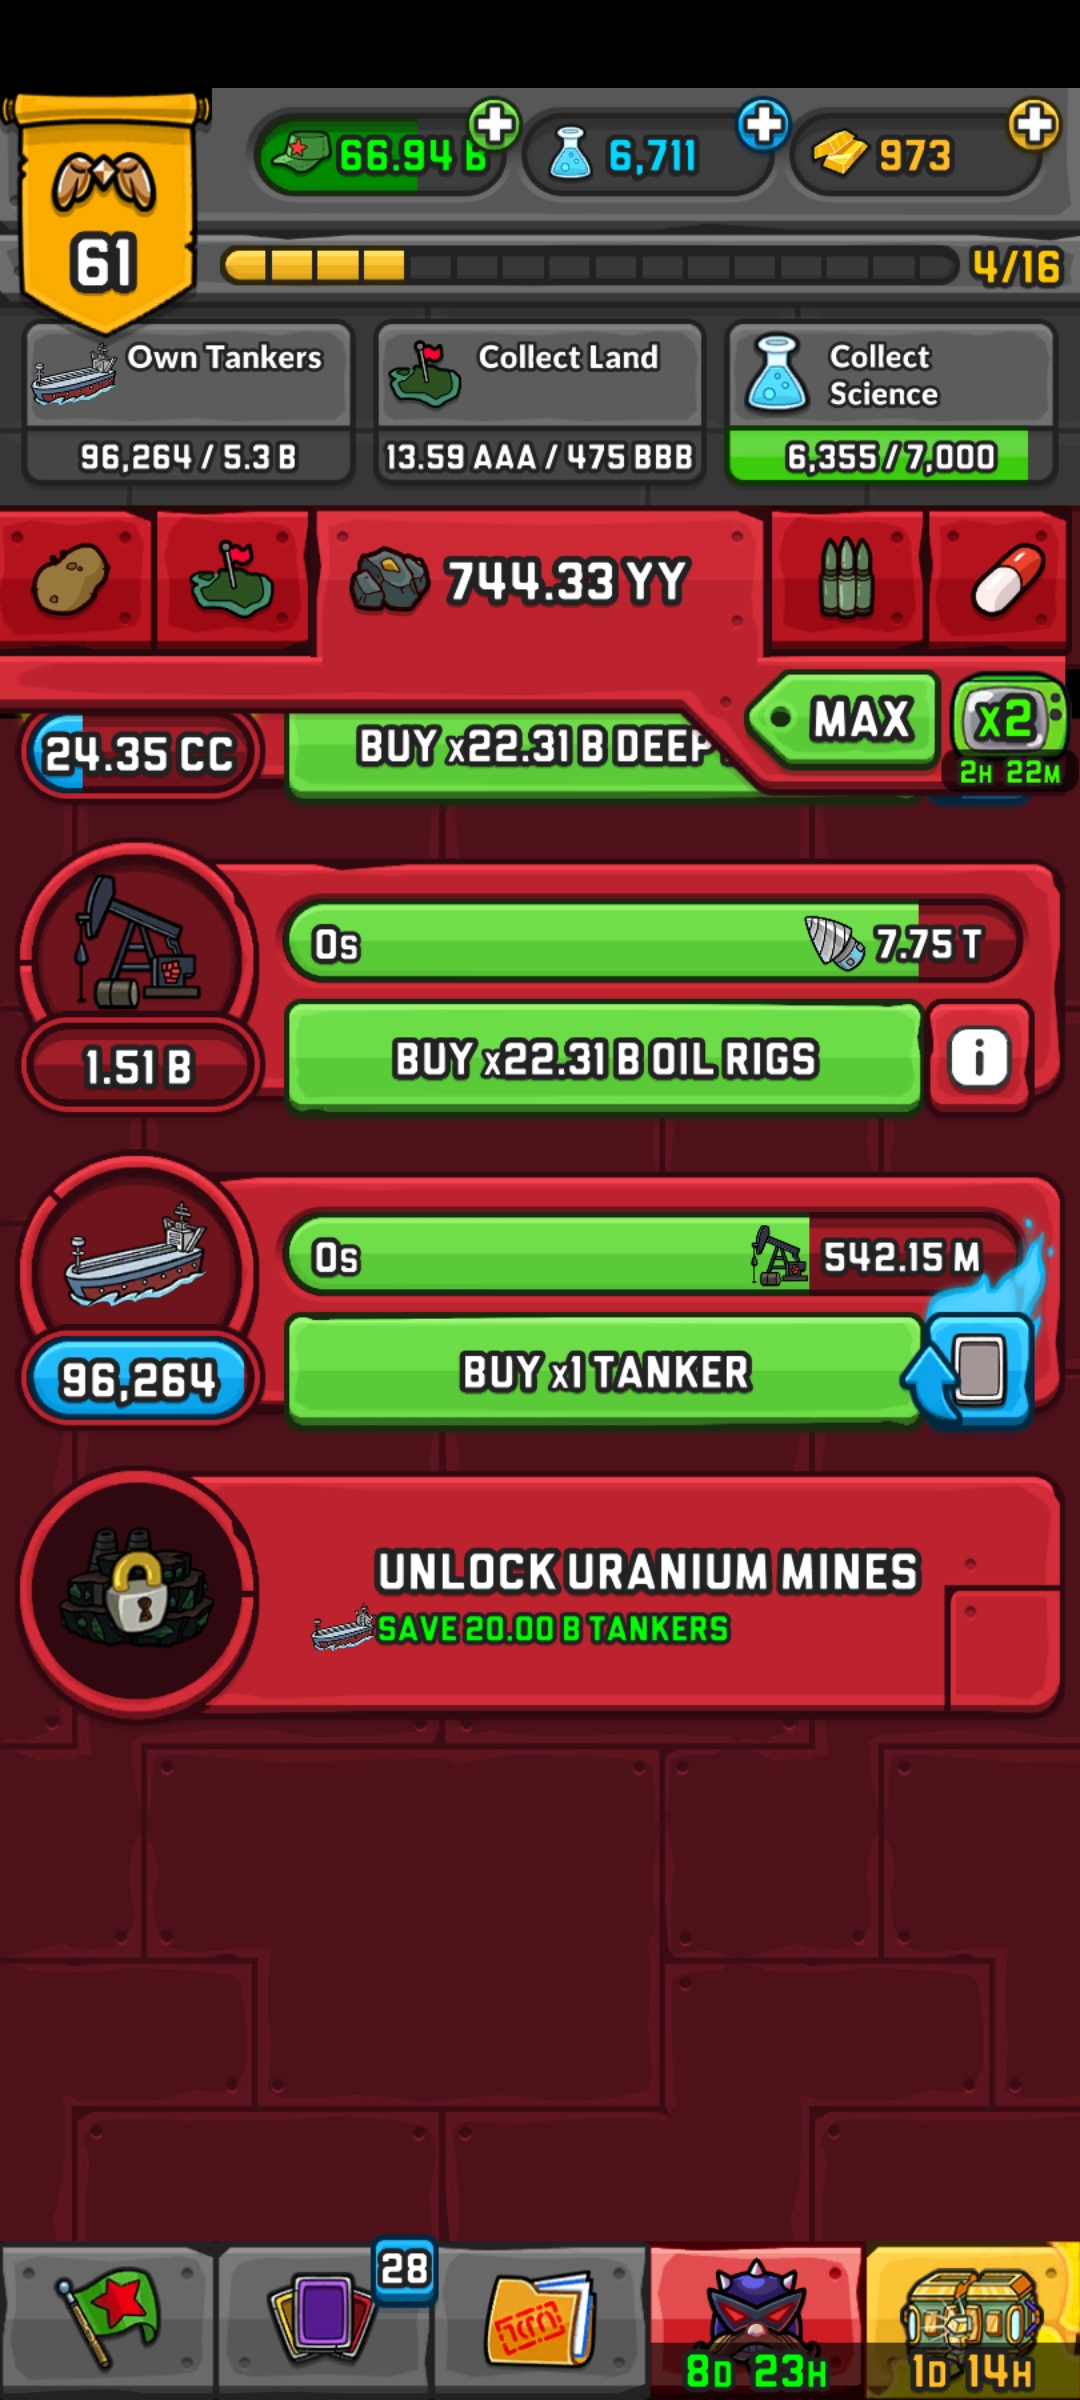 66.94 B
6,711
973
61
4/16
Own Tankers
Collect Land
Collect
Science
96,264 / 5.3 B
13.59 AAA / 475 BBB
6,355 / 7,000
744.33 YY
MAX
x2
2H 22M
24.35 CC
BUY x22.31 B DEEP
0s
7.75 T
1.51 B
BUY x22.31 B OIL RIGS
i
0s
542.15 M
96,264
BUY x1 TANKER
UNLOCK URANIUM MINES
SAVE 20.00 B TANKERS
28
8D 23H
1D 14H